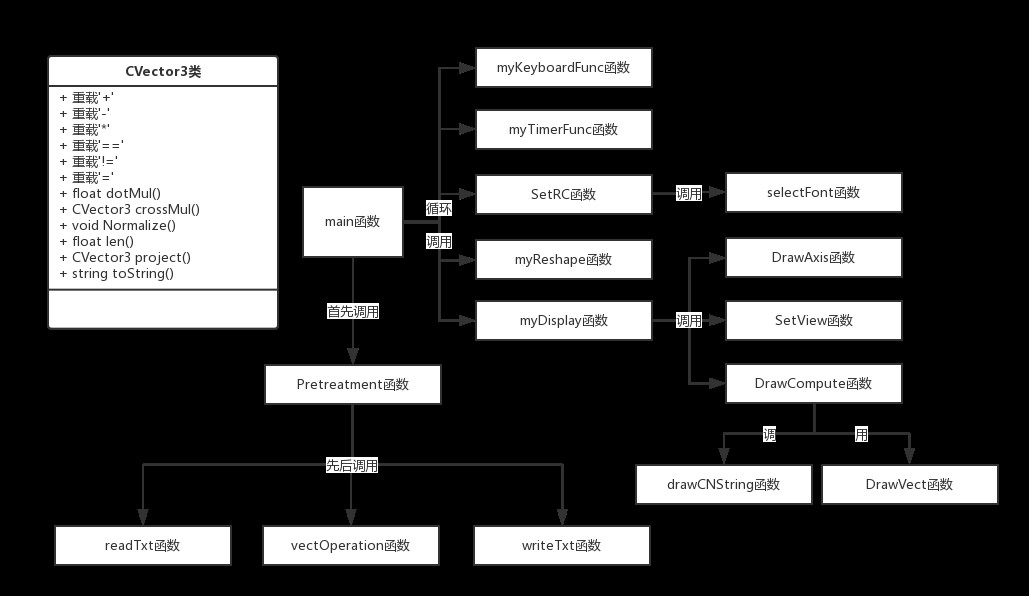 CVector3类
+ 重载'+'
+ 重载'-'
+ 重载'*'
+ 重载'=='
+ 重载'!='
+ 重载'='
+ float dotMul()
+ CVector3 crossMul()
+ void Normalize()
+ float len()
+ CVector3 project()
+ string toString()
main函数
循环
调用
myKeyboardFunc函数
myTimerFunc函数
SetRC函数
调用
selectFont函数
myReshape函数
myDisplay函数
调用
DrawAxis函数
SetView函数
DrawCompute函数
调
用
drawCNString函数
DrawVect函数
首先调用
Pretreatment函数
先后调用
readTxt函数
vectOperation函数
writeTxt函数